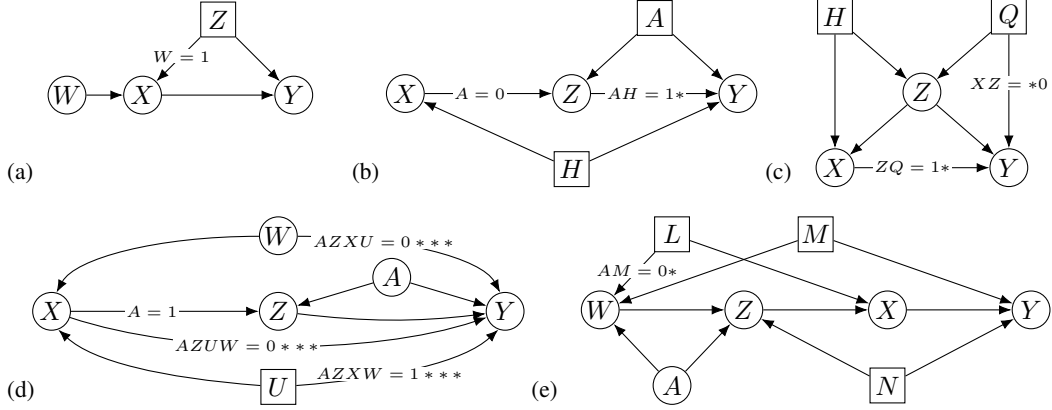 Z
W = 1
W X Y
(a)
A
X A = 0 Z AH = 1∗ Y
H
(b)
H Q
Z XZ = ∗0
X ZQ = 1∗ Y
(c)
W AZXU = 0 ∗ ∗∗
A
X A = 1 Z Y
AZUW = 0 ∗ ∗∗
U AZXW = 1 ∗ ∗∗
(d)
L M
AM = 0∗
W Z X Y
A N
(e)